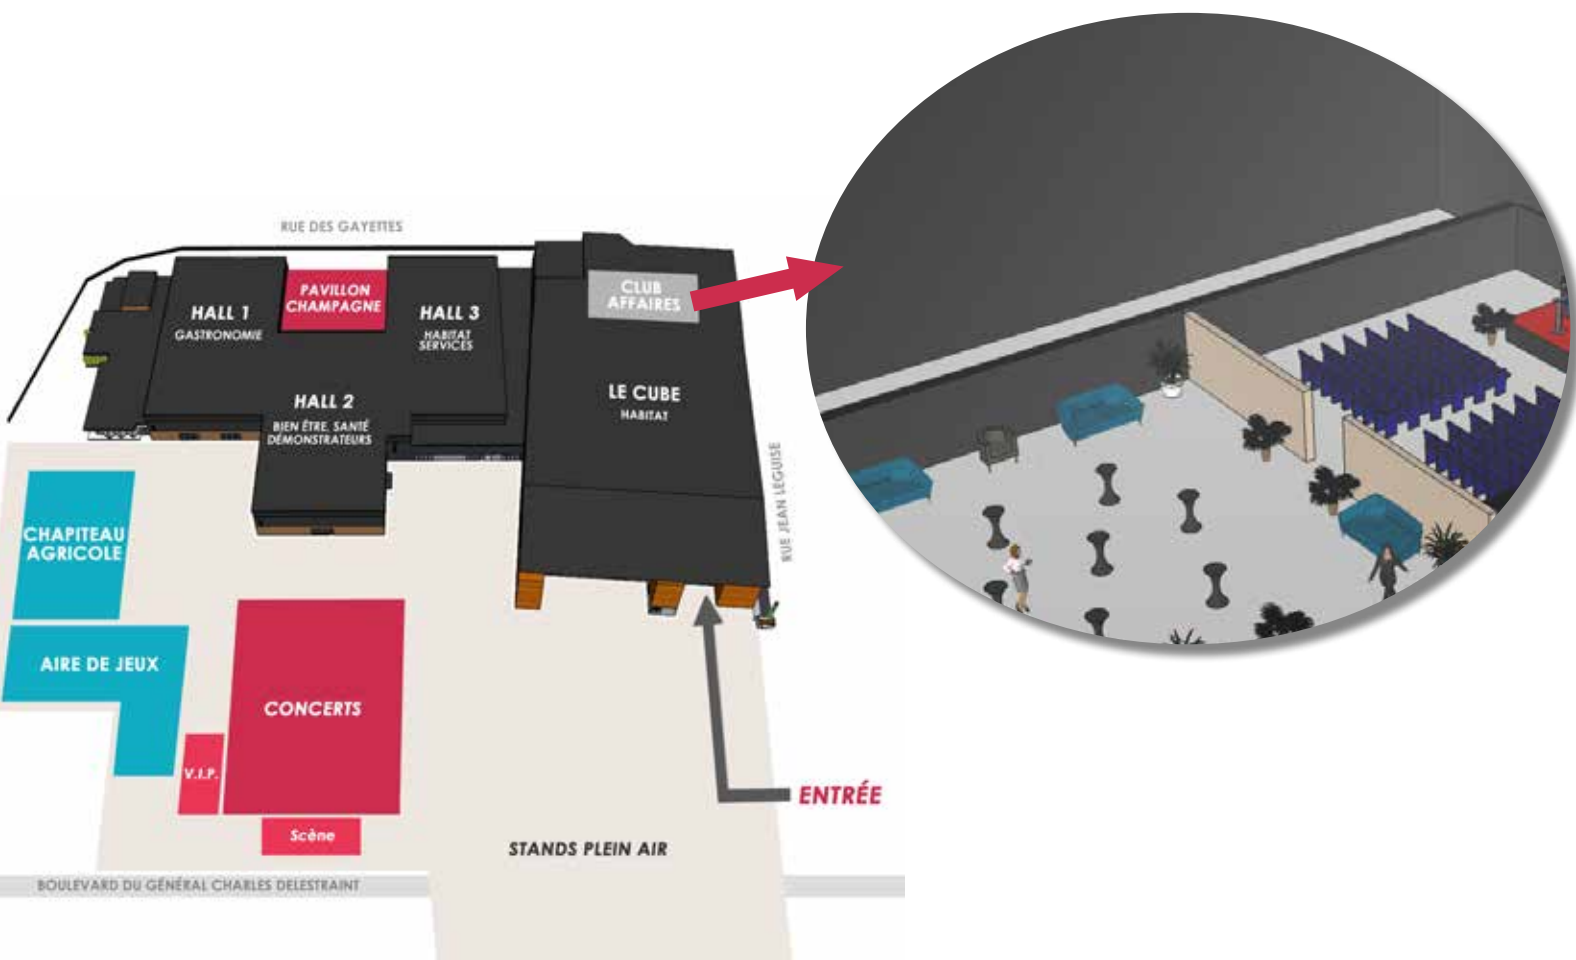 RUE DES GAYETTES
PAVILLON
CHAMPAGNE
HALL 1
GASTRONOMIE
HALL 3
HABITAT
SERVICES
CLUB
AFFAIRES
HALL 2
BIEN ÊTRE, SANTÉ
DÉMONSTRATEURS
LE CUBE
HABITAT
RUE JEAN LEGUISE
CHAPITEAU
AGRICOLE
AIRE DE JEUX
CONCERTS
V.I.P.
ENTRÉE
Scène
STANDS PLEIN AIR
BOULEVARD DU GÉNÉRAL CHARLES DELESTRAINT